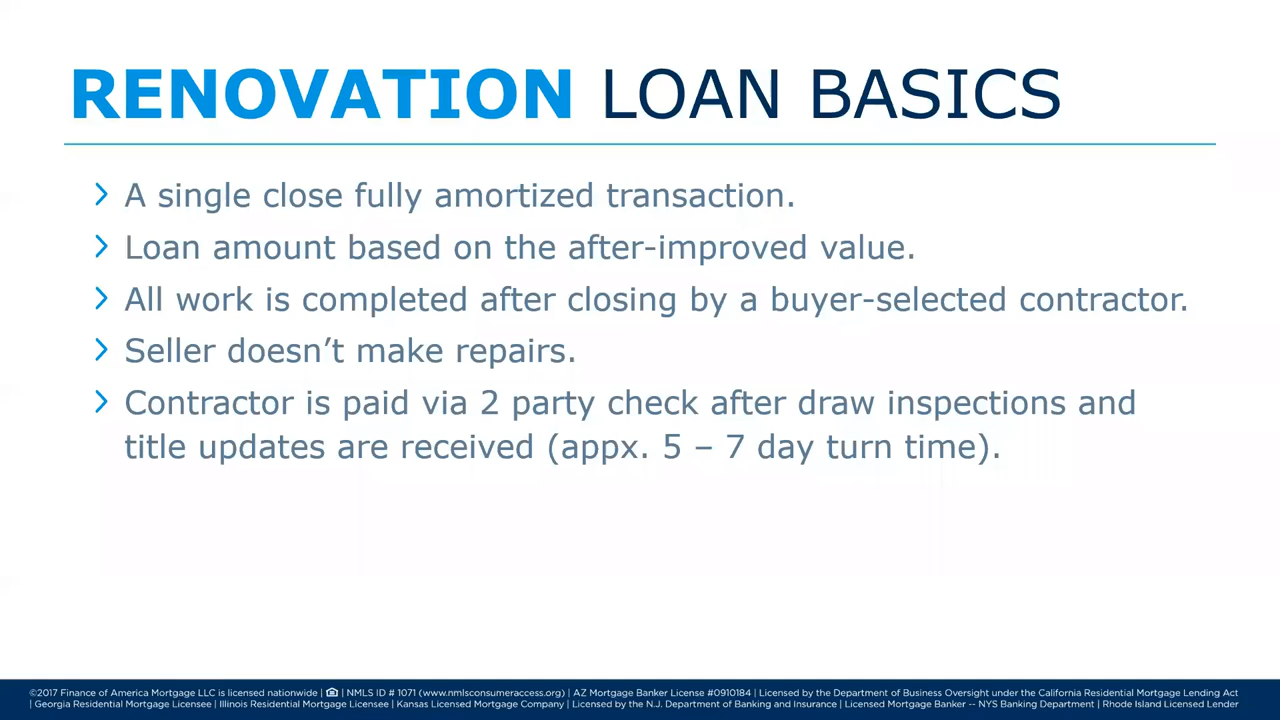 RENOVATION LOAN BASICS
A single close fully amortized transaction.
Loan amount based on the after-improved value.
All work is completed after closing by a buyer-selected contractor.
Seller doesn’t make repairs.
Contractor is paid via 2 party check after draw inspections and
title updates are received (appx. 5 – 7 day turn time).
©2017 Finance of America Mortgage LLC is licensed nationwide | | NMLS ID # 1071 (www.nmlsconsumeraccess.org) | AZ Mortgage Banker License #0910184 | Licensed by the Department of Business Oversight under the California Residential Mortgage Lending Act
| Georgia Residential Mortgage Licensee | Illinois Residential Mortgage Licensee | Kansas Licensed Mortgage Company | Licensed by the N.J. Department of Banking and Insurance | Licensed Mortgage Banker -- NYS Banking Department | Rhode Island Licensed Lender